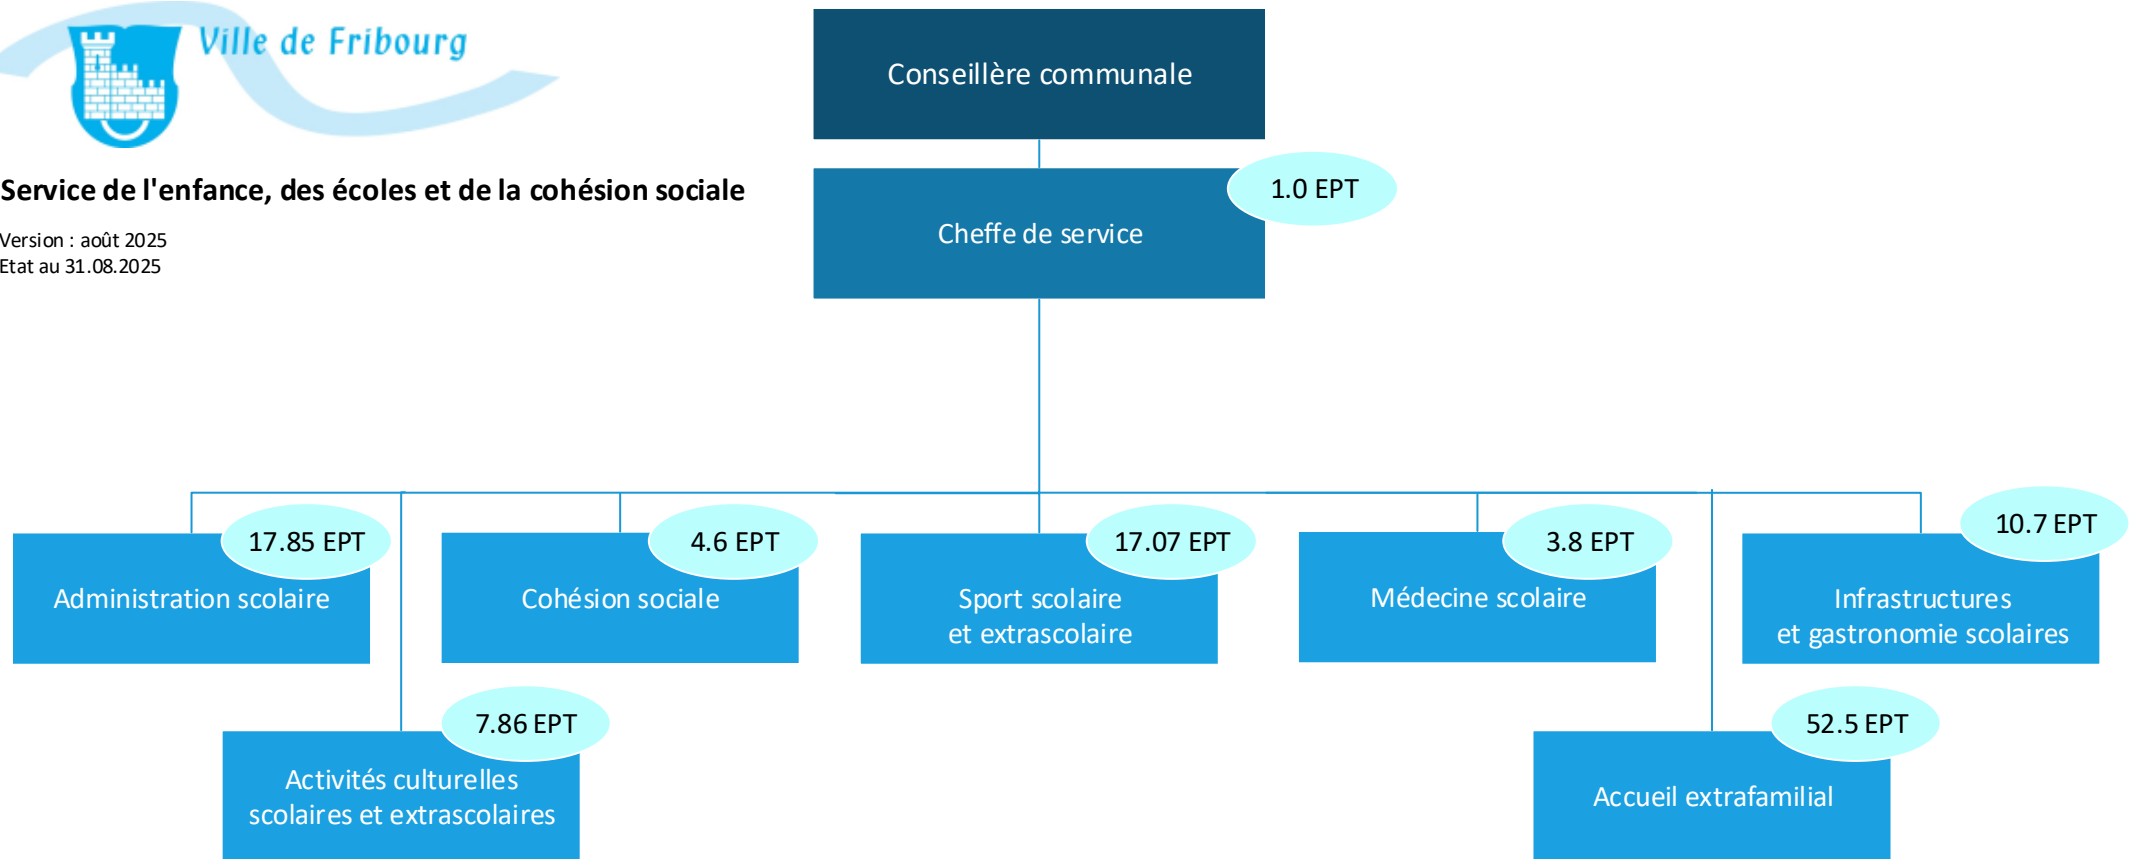 Ville de Fribourg
Conseillère communale
Service de l'enfance, des écoles et de la cohésion sociale
1.0 EPT
Cheffe de service
Version : août 2025
Etat au 31.08.2025
17.85 EPT
Administration scolaire
4.6 EPT
Cohésion sociale
17.07 EPT
Sport scolaire
et extrascolaire
3.8 EPT
Médecine scolaire
10.7 EPT
Infrastructures
et gastronomie scolaires
7.86 EPT
Activités culturelles
scolaires et extrascolaires
52.5 EPT
Accueil extrafamilial